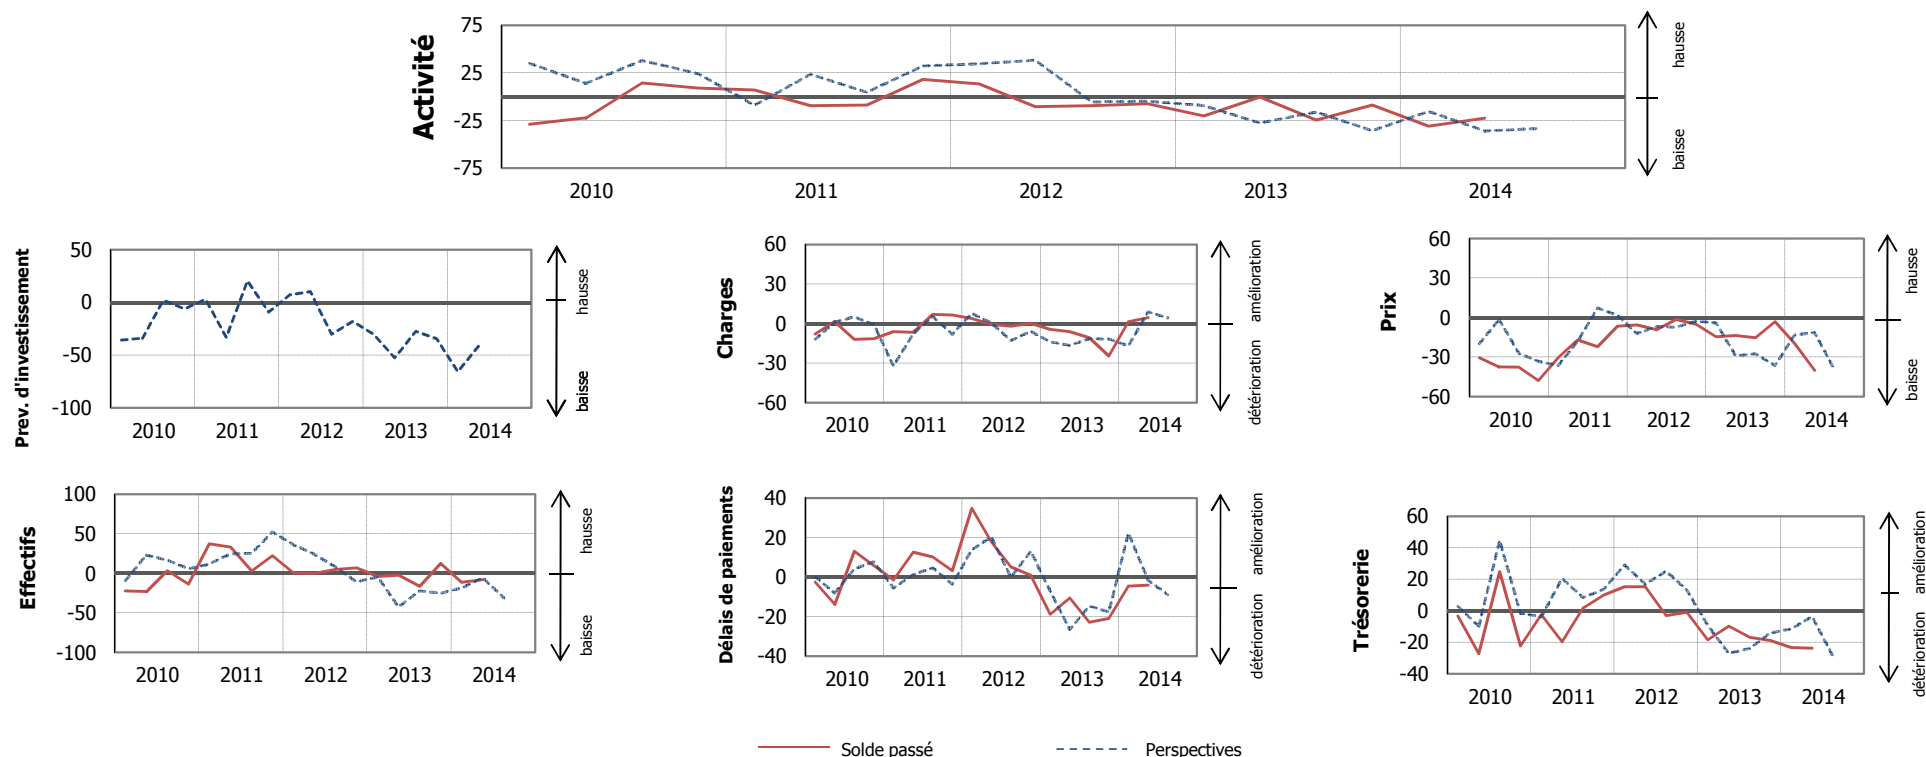 Activité
75
25
-25
-75
2010 2011 2012 2013 2014
hausse
baisse
Prev. d'investissement
50
0
-50
-100
2010 2011 2012 2013 2014
hausse
baisse
Charges
60
30
0
-30
-60
2010 2011 2012 2013 2014
amélioration
détérioration
Prix
60
30
0
-30
-60
2010 2011 2012 2013 2014
hausse
baisse
Effectifs
100
50
0
-50
-100
2010 2011 2012 2013 2014
hausse
baisse
Délais de paiements
40
20
0
-20
-40
2010 2011 2012 2013 2014
amélioration
détérioration
Trésorerie
60
40
20
0
-20
-40
2010 2011 2012 2013 2014
amélioration
détérioration
Solde passé Perspectives